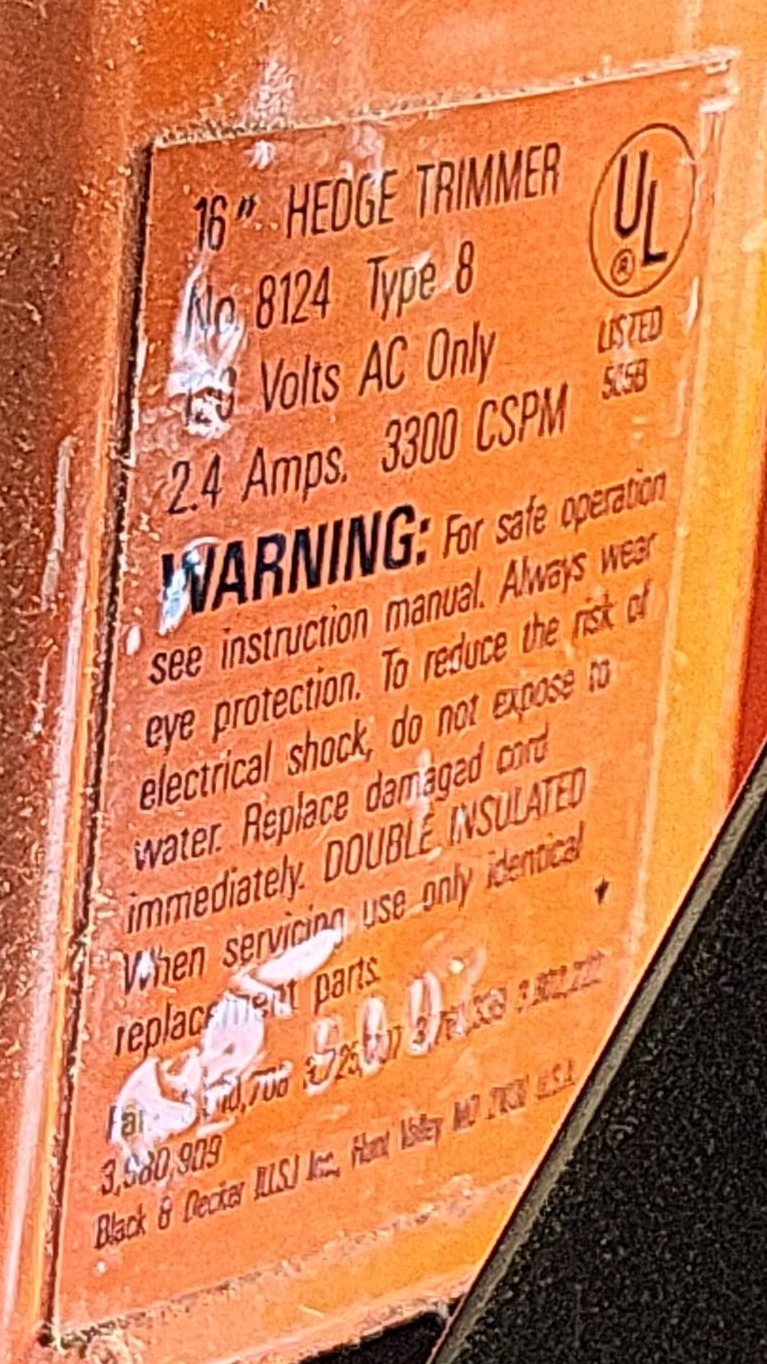 16" HEDGE TRIMMER
UL
®
No. 8124 Type 8
LISTED
120 Volts AC Only
2.4 Amps. 3300 CSPM
WARNING: For safe operation
see instruction manual. Always wear
eye protection. To reduce the risk of
electrical shock, do not expose to
water. Replace damaged cord
immediately. DOUBLE INSULATED
When servicing use only identical
replacement parts.
3,980,909
Black & Decker (U.S.) Inc., Hunt Valley MD U.S.A.